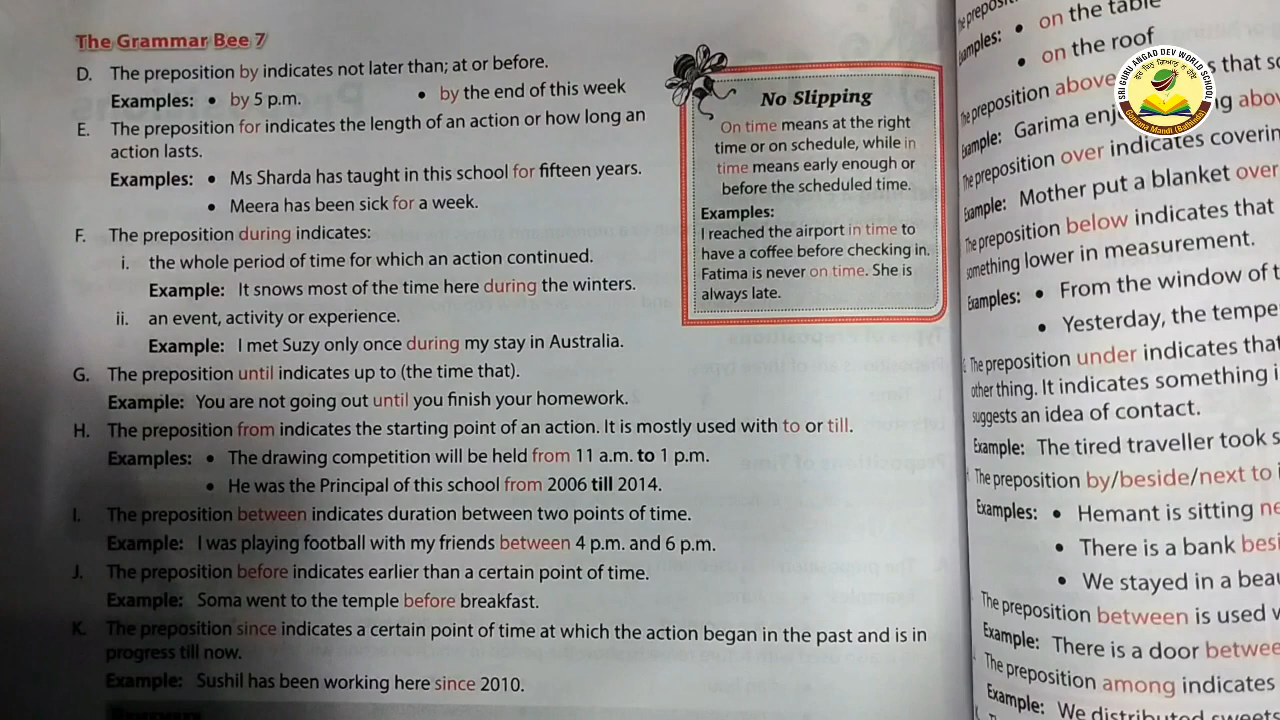 The Grammar Bee 7
D. The preposition by indicates not later than, at or before.
Examples: • by 5 p.m. • by the end of this week
E. The preposition for indicates the length of an action or how long an
action lasts.
Examples: • Ms Sharda has taught in this school for fifteen years.
• Meera has been sick for a week.
F. The preposition during indicates:
i. the whole period of time for which an action continued.
Example: It snows most of the time here during the winters.
ii. an event, activity or experience.
Example: I met Suzy only once during my stay in Australia.
G. The preposition until indicates up to (the time that).
Example: You are not going out until you finish your homework.
H. The preposition from indicates the starting point of an action. It is mostly used with to or till.
Examples: • The drawing competition will be held from 11 a.m. to 1 p.m.
• He was the Principal of this school from 2006 till 2014.
I. The preposition between indicates duration between two points of time.
Example: I was playing football with my friends between 4 p.m. and 6 p.m.
J. The preposition before indicates earlier than a certain point of time.
Example: Soma went to the temple before breakfast.
K. The preposition since indicates a certain point of time at which the action began in the past and is in
progress till now.
Example: Sushil has been working here since 2010.
No Slipping
On time means at the right
time or on schedule, while in
time means early enough or
before the scheduled time.
Examples:
I reached the airport in time to
have a coffee before checking in.
Fatima is never on time. She is
always late.
• on the table
• on the roof
preposition above that
Example: Garima
The preposition over indicates
Example: Mother put a blanket over
The preposition below indicates that
something lower in measurement.
Examples: • From the window of
• Yesterday, the
The preposition under indicates that
other thing. It indicates something
suggests an idea of contact.
Example: The tired traveller took
The preposition by/beside/next to
Examples: • Hemant is sitting
• There is a bank
• We stayed in a
The preposition between is used
Example: There is a door
The preposition among indicates
Example: We distributed sweets
SRI GURU ANGAD DEV WORLD SCHOOL
Goniana Mandi (Bathinda)